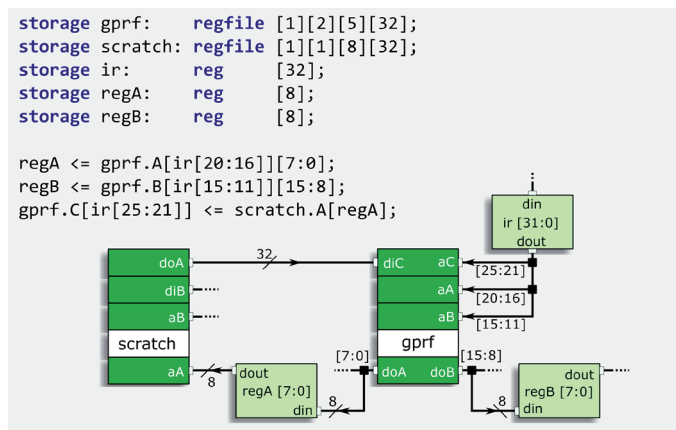 storage gprf: regfile [1][2][5][32];
storage scratch: regfile [1][1][8][32];
storage ir: reg [32];
storage regA: reg [8];
storage regB: reg [8];
regA <= gprf.A[ir[20:16]][7:0];
regB <= gprf.B[ir[15:11]][15:8];
gprf.C[ir[25:21]] <= scratch.A[regA];
din
ir [31:0]
dout
doA
32
diC
aC
[25:21]
diB
aA
[20:16]
aB
aB
[15:11]
scratch
gprf
[7:0]
[15:8]
aA
8
dout
regA [7:0]
din
8
doA
doB
8
dout
regB [7:0]
din